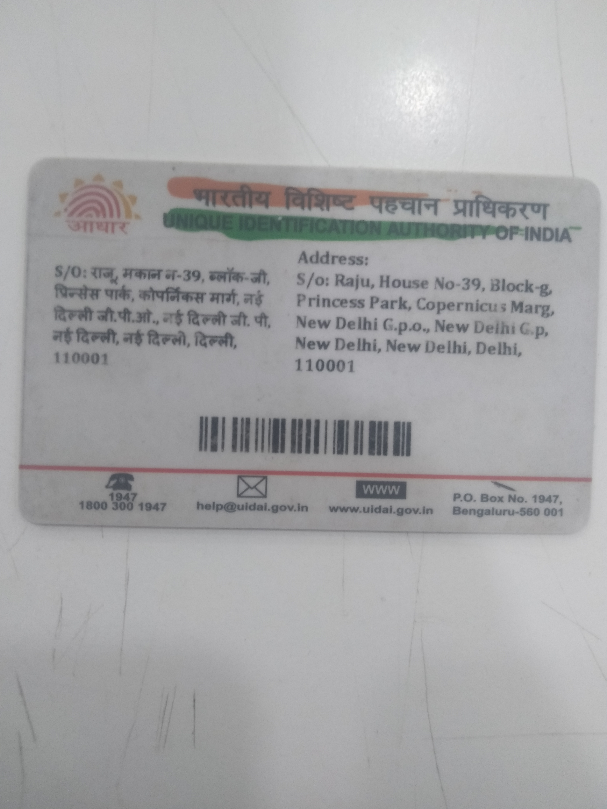 आधार
भारतीय विशिष्ट पहचान प्राधिकरण
UNIQUE IDENTIFICATION AUTHORITY OF INDIA
S/O: राजू, मकान न-39, ब्लॉक-जी,
प्रिन्सेस पार्क, कोपर्निकस मार्ग, नई
दिल्ली जी.पी.ओ., नई दिल्ली जी. पी,
नई दिल्ली, नई दिल्ली, दिल्ली,
110001
Address:
S/o: Raju, House No-39, Block-g,
Princess Park, Copernicus Marg,
New Delhi G.p.o., New Delhi G.p,
New Delhi, New Delhi, Delhi,
110001
1947
1800 300 1947
help@uidai.gov.in
WWW
www.uidai.gov.in
P.O. Box No. 1947,
Bengaluru-560 001